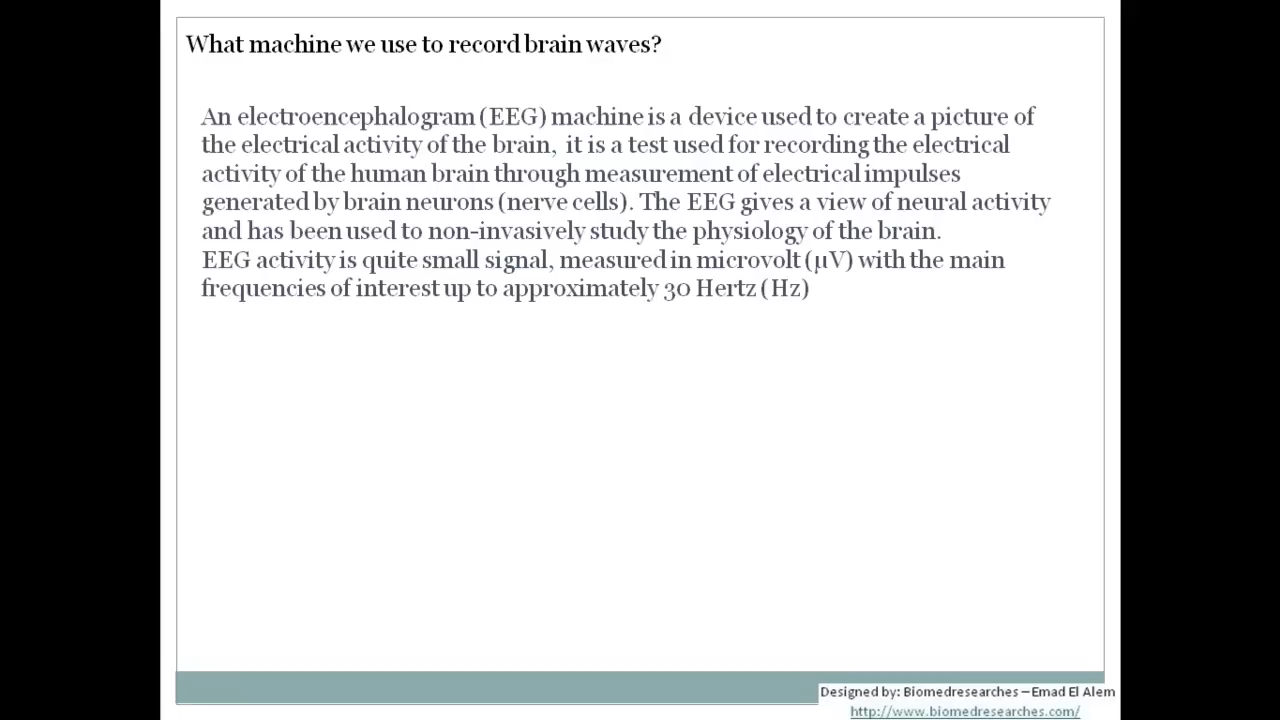 What machine we use to record brain waves?
An electroencephalogram (EEG) machine is a device used to create a picture of
the electrical activity of the brain,  it is a test used for recording the electrical
activity of the human brain through measurement of electrical impulses
generated by brain neurons (nerve cells). The EEG gives a view of neural activity
and has been used to non-invasively study the physiology of the brain.
EEG activity is quite small signal, measured in microvolt (μV) with the main
frequencies of interest up to approximately 30 Hertz (Hz)
Designed by: Biomedresearches – Emad El Alem
http://www.biomedresearches.com/